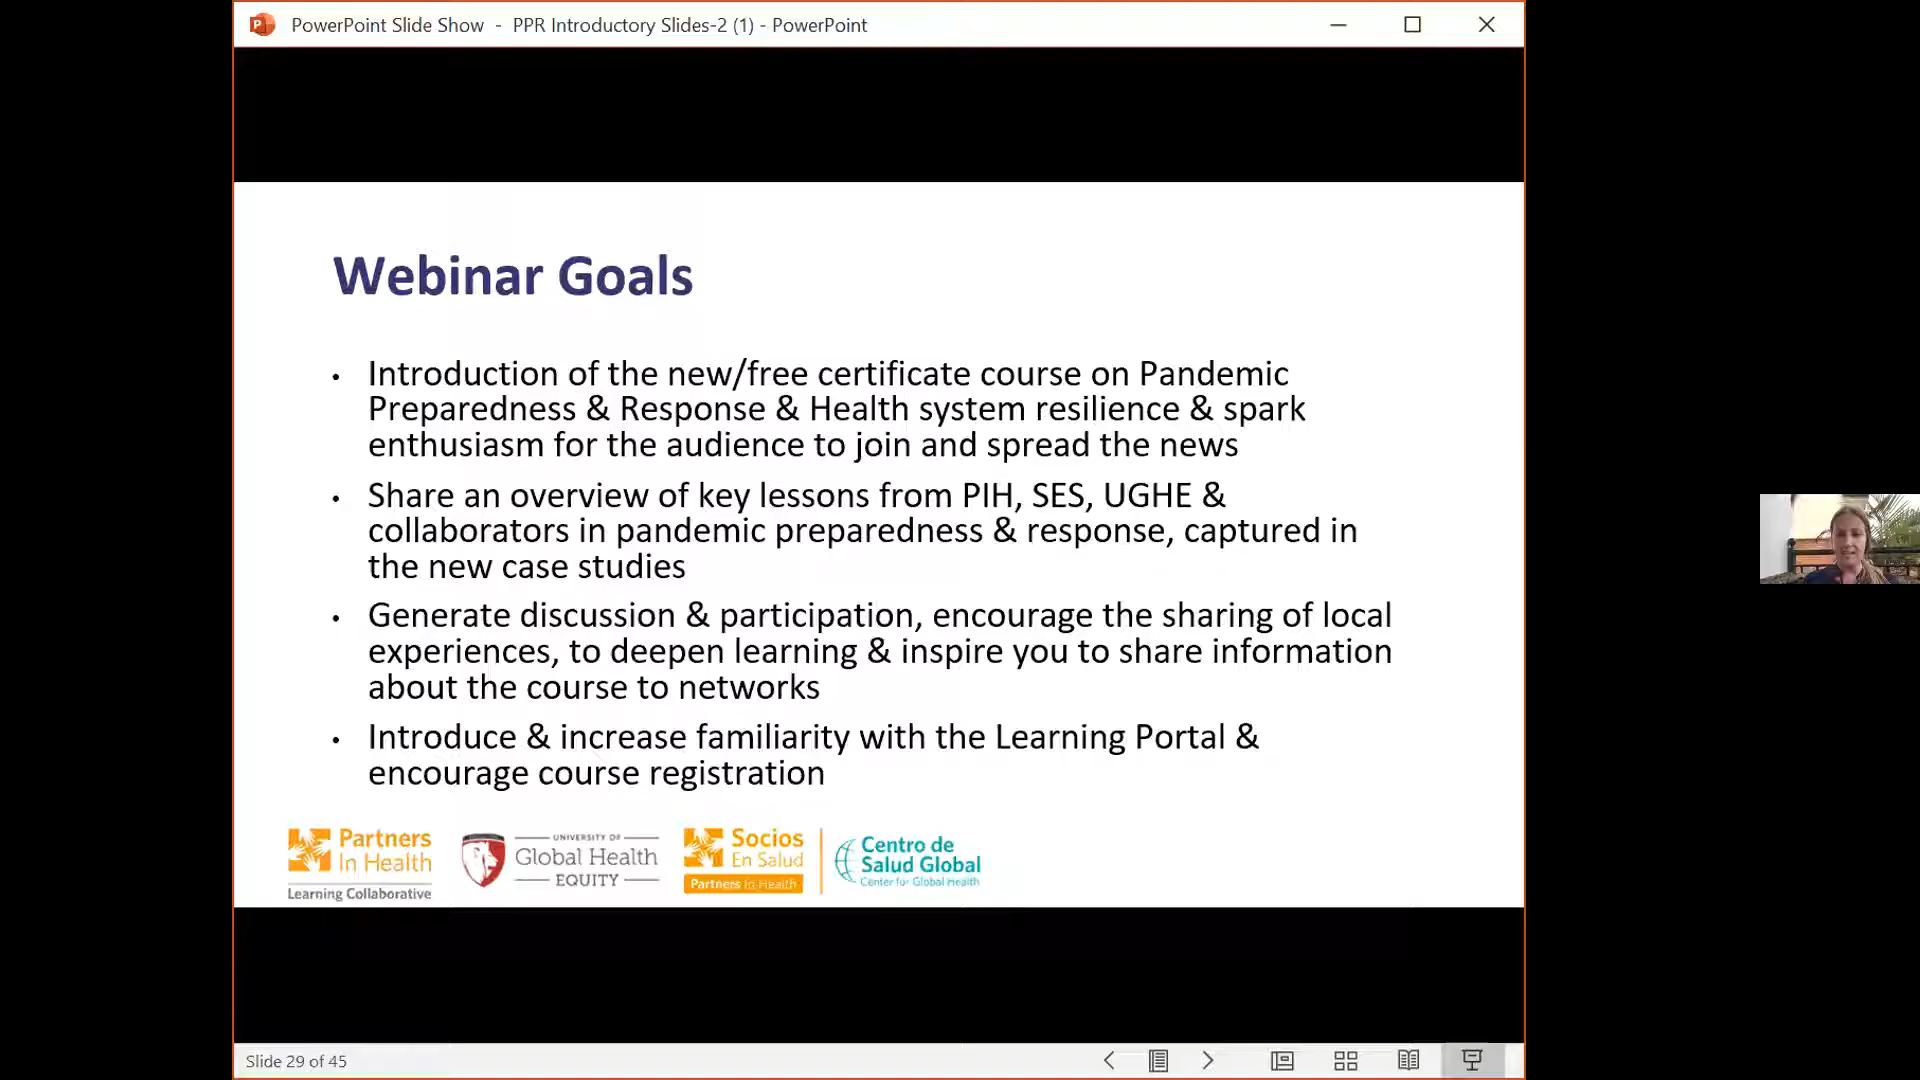 PowerPoint Slide Show - PPR Introductory Slides-2 (1) - PowerPoint
Webinar Goals
• Introduction of the new/free certificate course on Pandemic
Preparedness & Response & Health system resilience & spark
enthusiasm for the audience to join and spread the news
• Share an overview of key lessons from PIH, SES, UGHE &
collaborators in pandemic preparedness & response, captured in
the new case studies
• Generate discussion & participation, encourage the sharing of local
experiences, to deepen learning & inspire you to share information
about the course to networks
• Introduce & increase familiarity with the Learning Portal &
encourage course registration
Partners
In Health
Learning Collaborative
UNIVERSITY OF
Global Health
EQUITY
Socios
En Salud
Partners In Health
Centro de
Salud Global
Center for Global Health
Slide 29 of 45